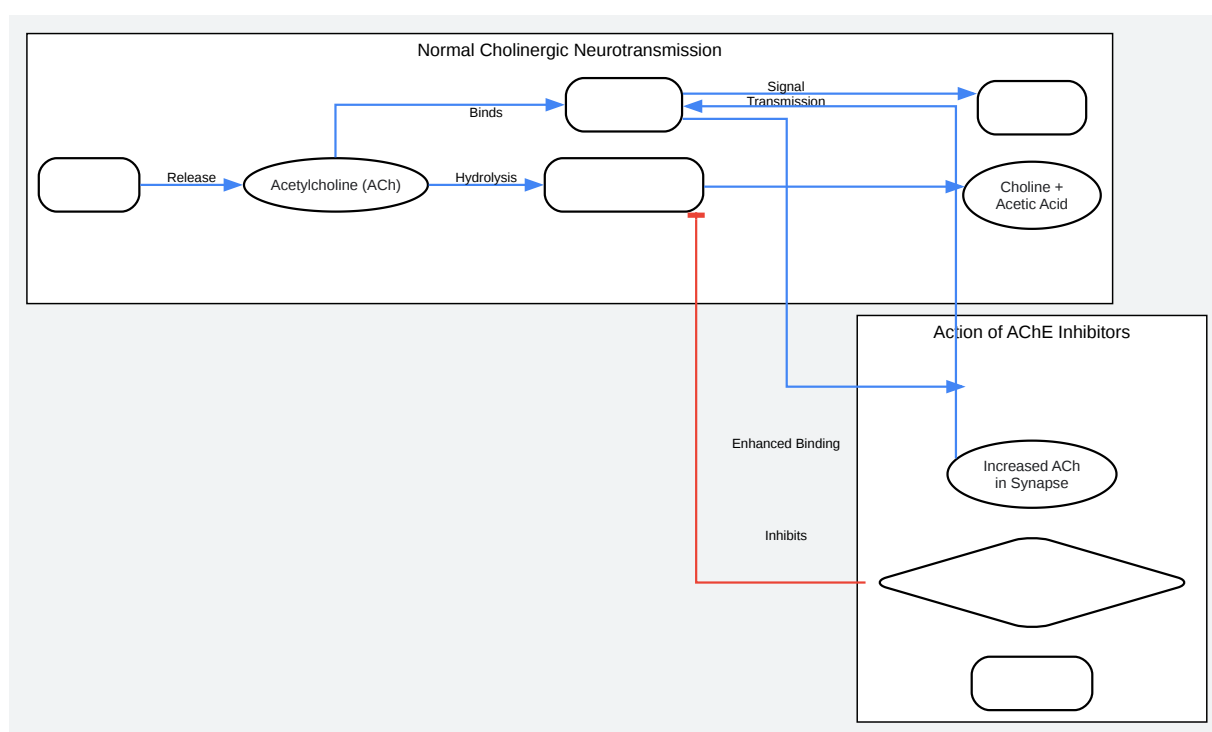 Normal Cholinergic Neurotransmission
Signal
Transmission
Binds
Release
Acetylcholine (ACh)
Hydrolysis
Choline +
Acetic Acid
Action of AChE Inhibitors
Enhanced Binding
Increased ACh
in Synapse
Inhibits